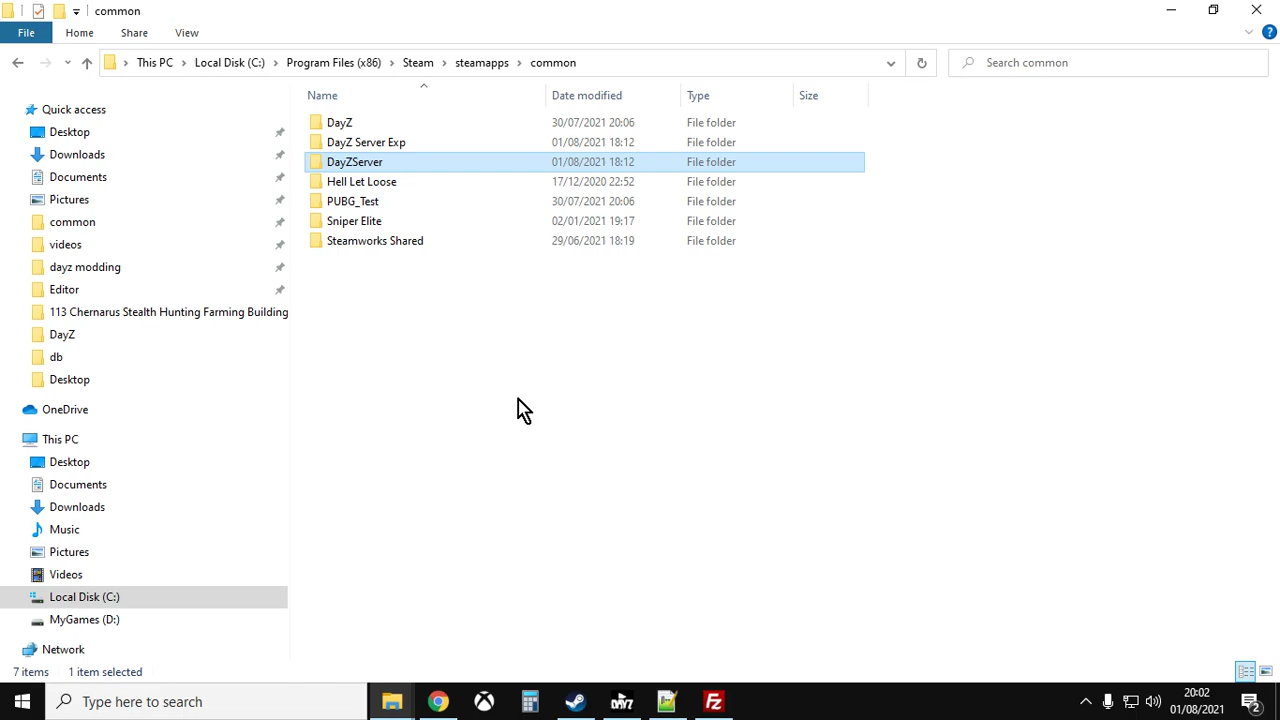 common
File Home Share View
This PC Local Disk (C:) Program Files (x86) Steam steamapps common
Search common
Name Date modified Type Size
DayZ 30/07/2021 20:06 File folder
DayZ Server Exp 01/08/2021 18:12 File folder
DayZServer 01/08/2021 18:12 File folder
Hell Let Loose 17/12/2020 22:52 File folder
PUBG_Test 30/07/2021 20:06 File folder
Sniper Elite 02/01/2021 19:17 File folder
Steamworks Shared 29/06/2021 18:19 File folder
Quick access
Desktop
Downloads
Documents
Pictures
common
videos
dayz modding
Editor
113 Chernarus Stealth Hunting Farming Building
DayZ
db
Desktop
OneDrive
This PC
Desktop
Documents
Downloads
Music
Pictures
Videos
Local Disk (C:)
MyGames (D:)
Network
7 items 1 item selected
Type here to search
20:02
01/08/2021
2